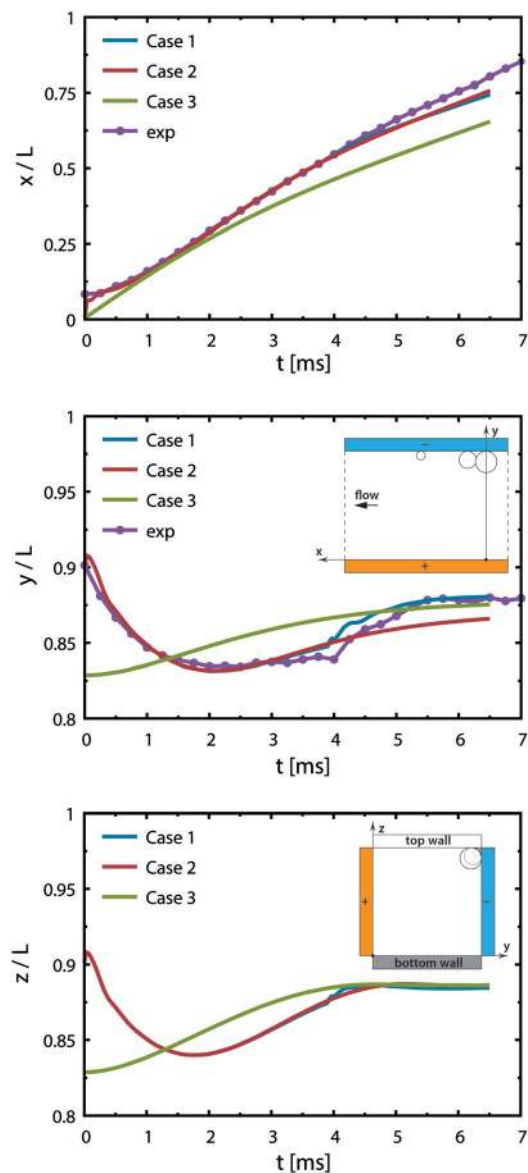 1
Case 1
Case 2
0.75
Case 3
exp
x / L
0.5
0.25
0
0 1 2 3 4 5 6 7
t [ms]
1
Case 1
Case 2
Case 3
exp
0.95
y / L
0.9
0.85
0.8
y
−
flow
x
+
0 1 2 3 4 5 6 7
t [ms]
1
Case 1
Case 2
Case 3
0.95
z / L
0.9
0.85
0.8
z
top wall
+
−
y
bottom wall
0 1 2 3 4 5 6 7
t [ms]